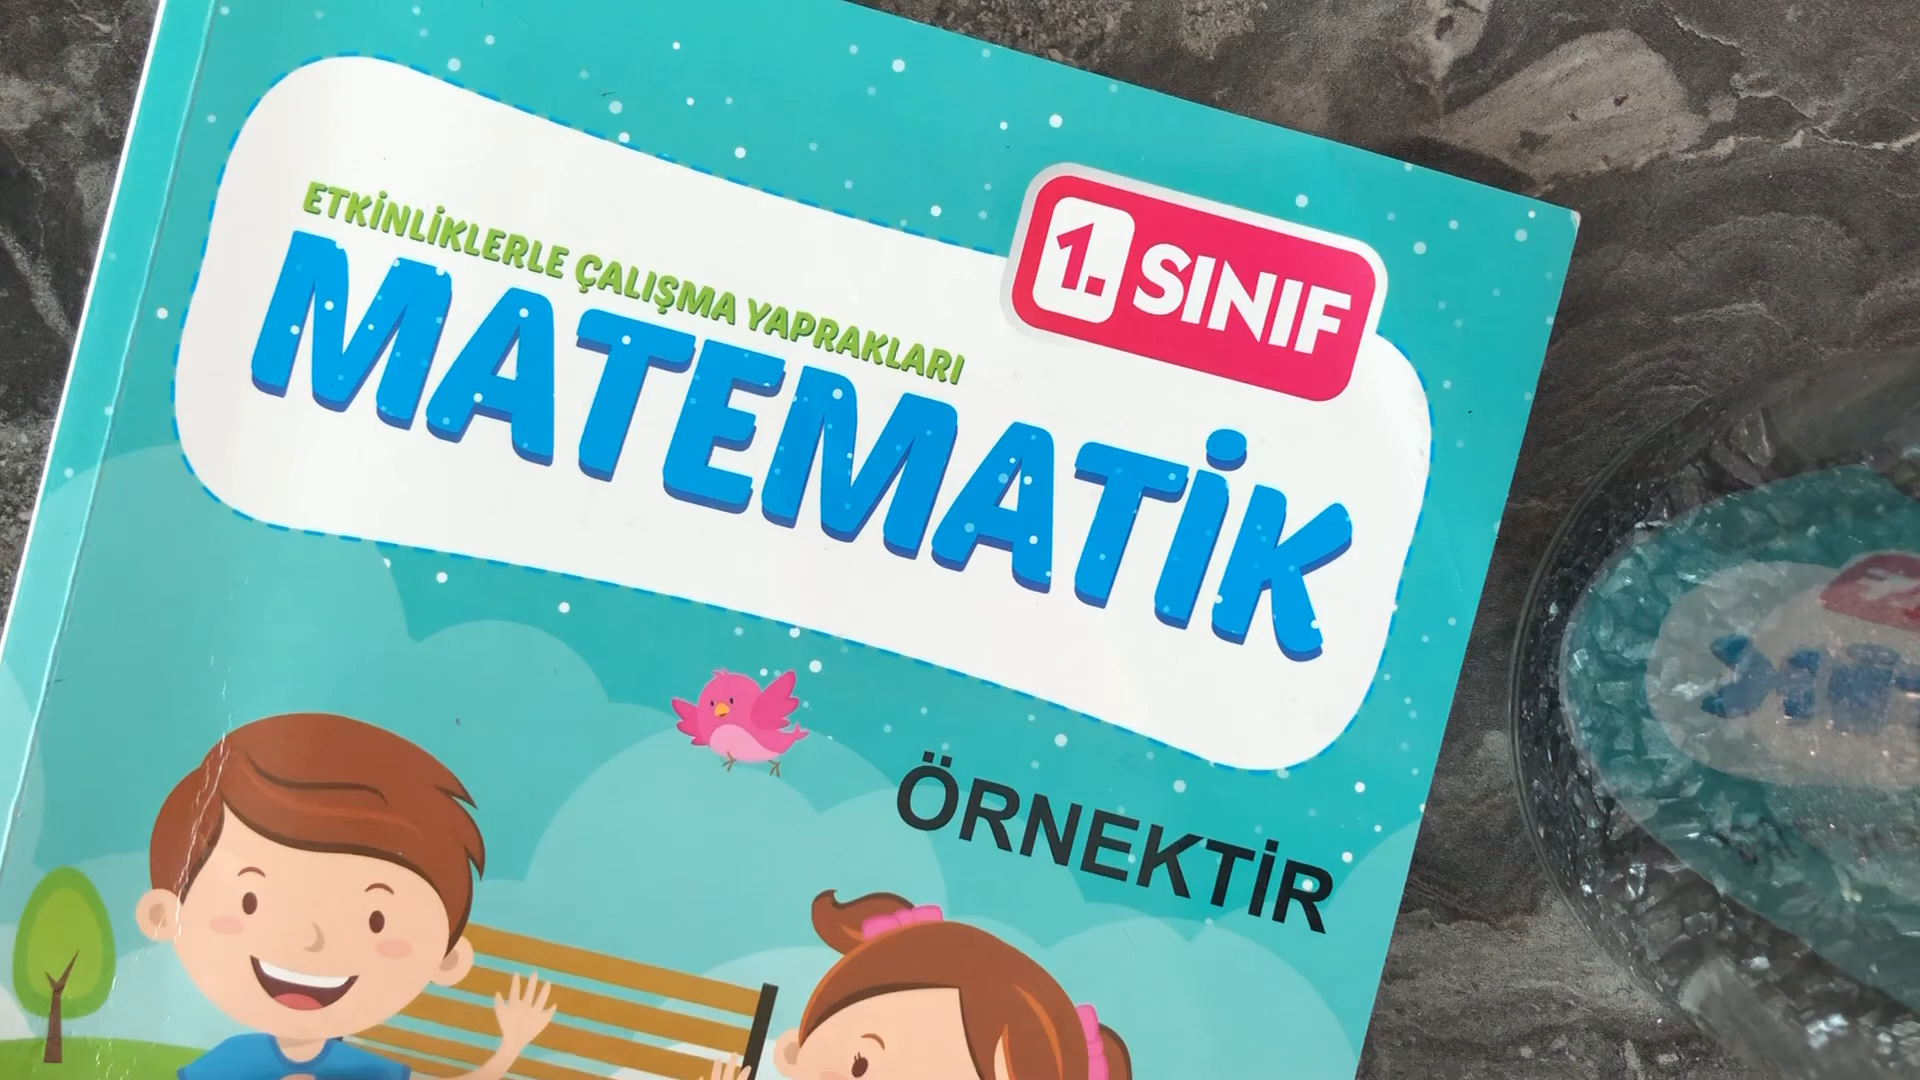 1. SINIF
ETKİNLİKLERLE ÇALIŞMA YAPRAKLARI
MATEMATİK
ÖRNEKTİR